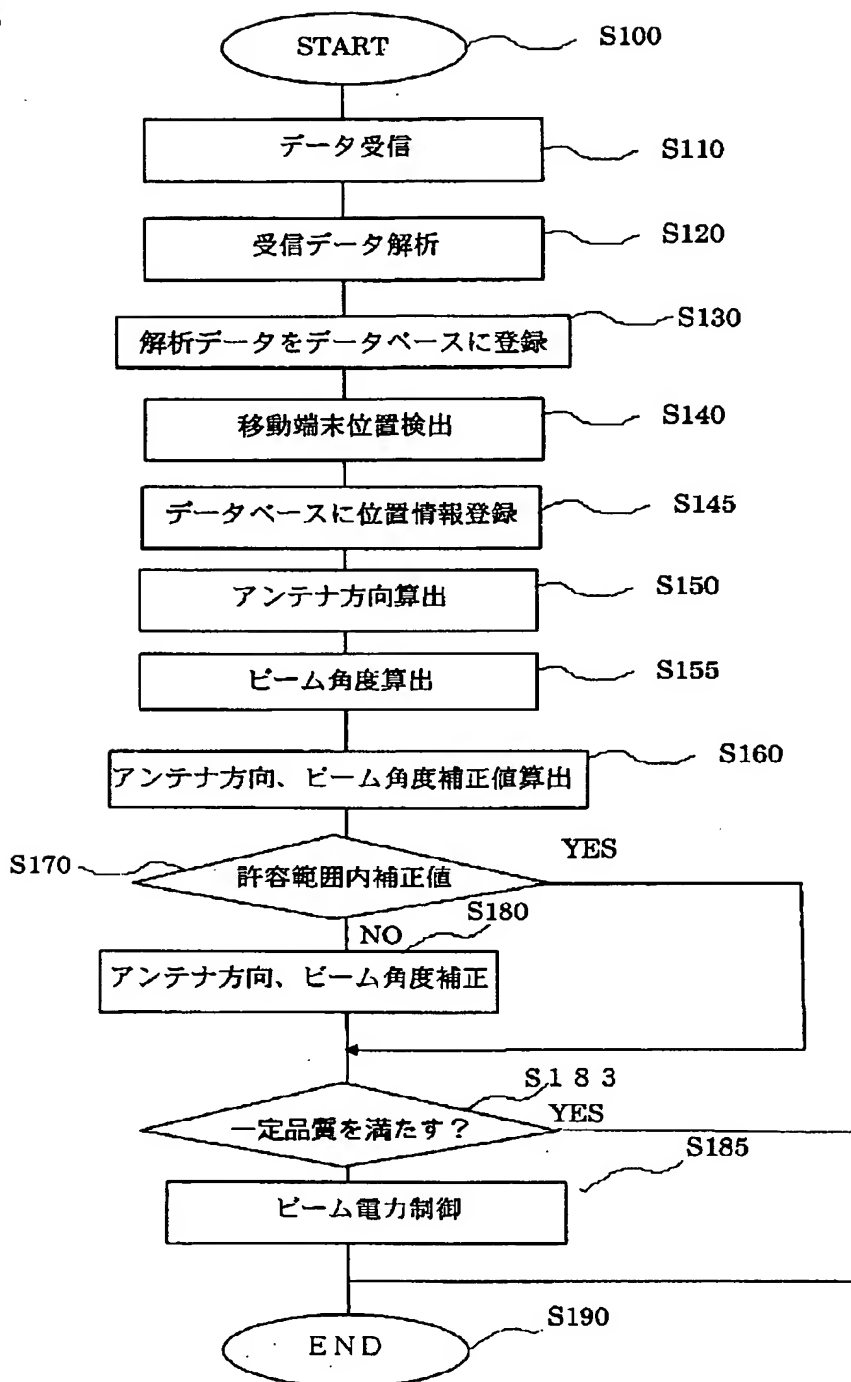 START
S100
データ受信
S110
受信データ解析
S120
解析データをデータベースに登録
S130
移動端末位置検出
S140
データベースに位置情報登録
S145
アンテナ方向算出
S150
ビーム角度算出
S155
アンテナ方向、ビーム角度補正値算出
S160
S170
許容範囲内補正値
YES
NO
S180
アンテナ方向、ビーム角度補正
S183
一定品質を満たす？
YES
S185
ビーム電力制御
END
S190